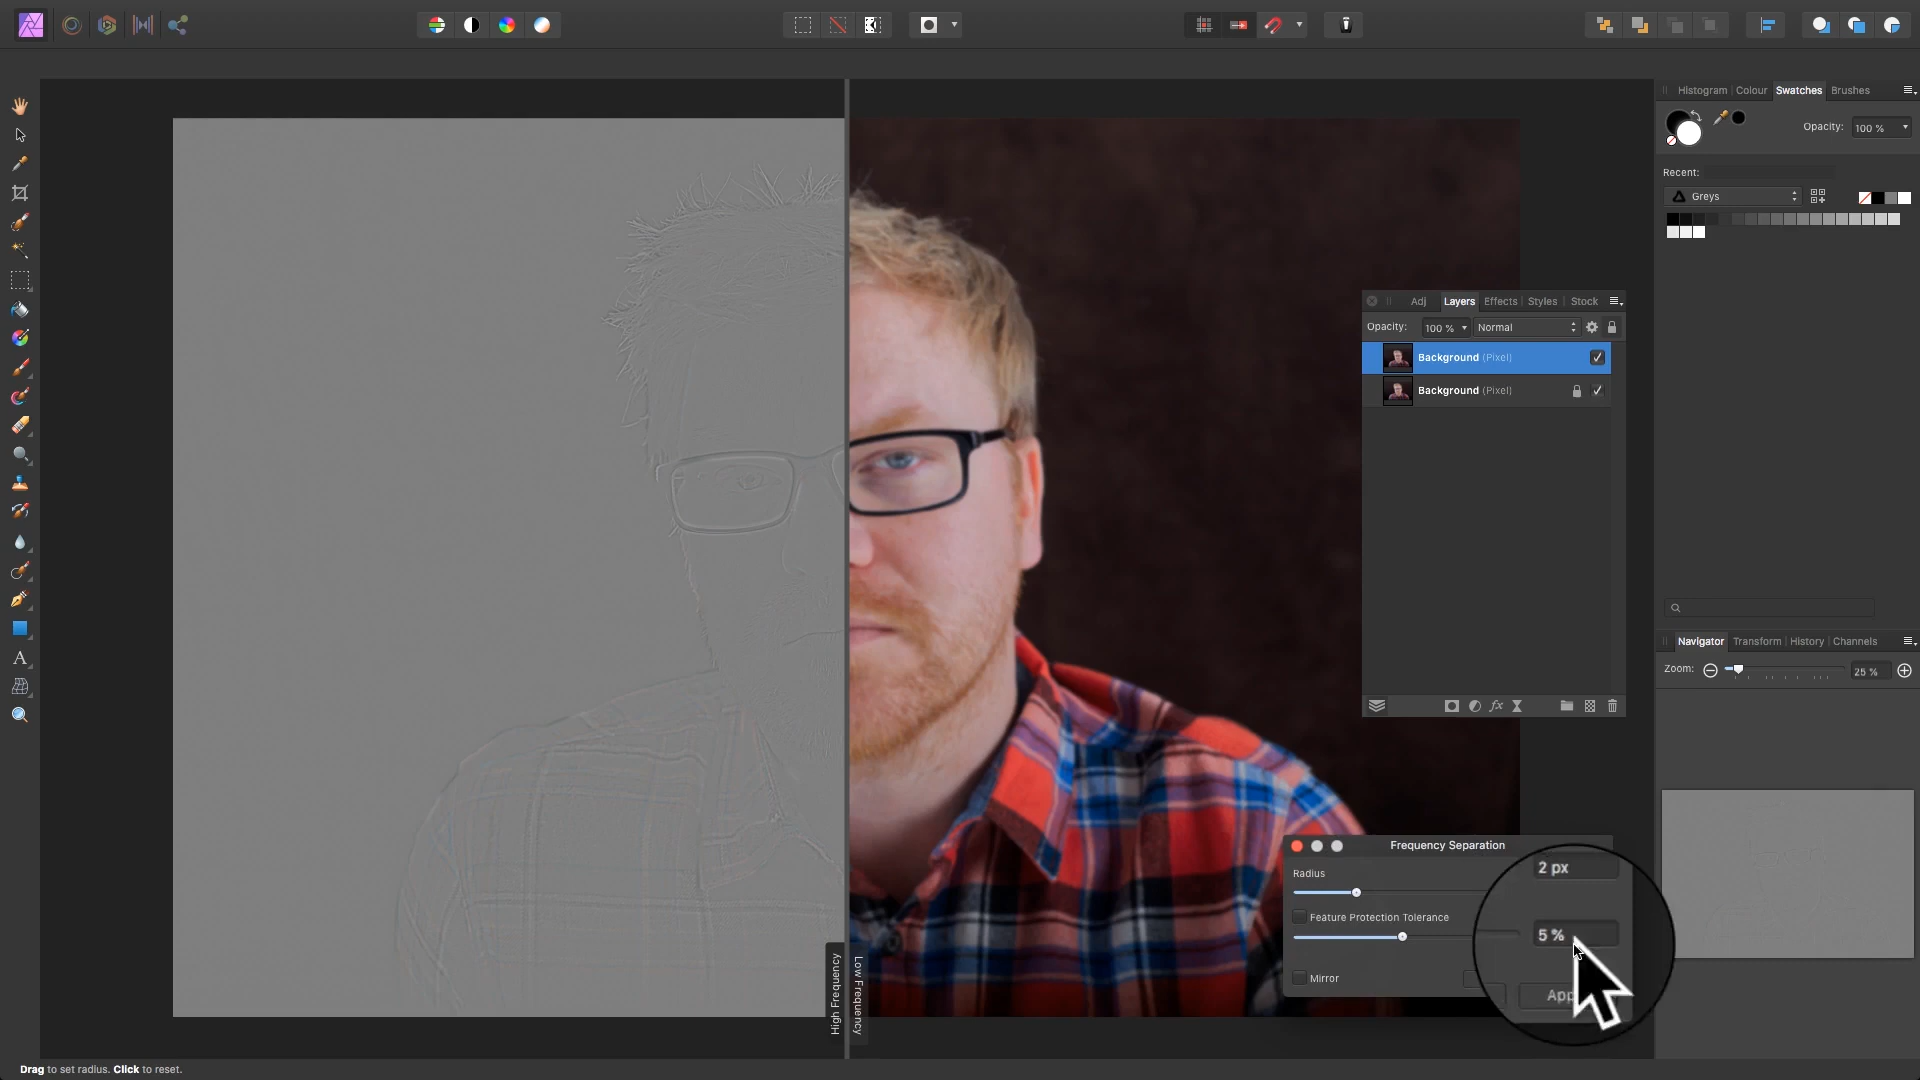 Histogram Colour Swatches Brushes
Opacity: 100 %
Recent:
Greys
Adj Layers Effects Styles Stock
Opacity: 100 % Normal
Background (Pixel)
Background (Pixel)
Navigator Transform History Channels
Zoom: 25 %
Frequency Separation
Radius 2 px
Feature Protection Tolerance
5 %
Mirror
High Frequency
Low Frequency
Drag to set radius. Click to reset.